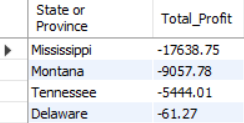 State or
Province Total_Profit
Mississippi -17638.75
Montana -9057.78
Tennessee -5444.01
Delaware -61.27